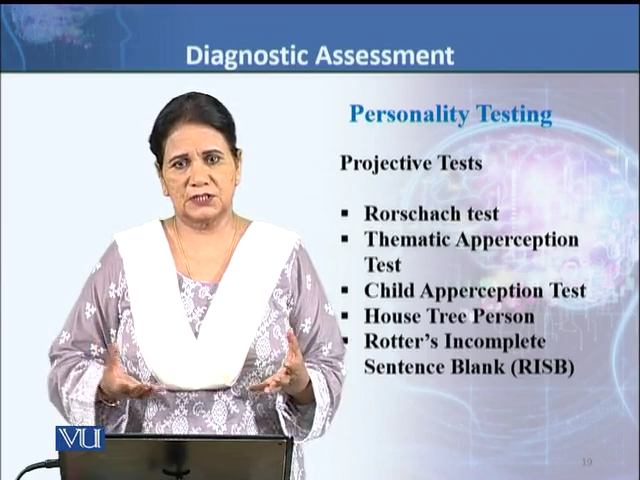 Diagnostic Assessment
Personality Testing
Projective Tests
▪ Rorschach test
▪ Thematic Apperception
Test
▪ Child Apperception Test
▪ House Tree Person
▪ Rotter's Incomplete
Sentence Blank (RISB)
VU
19